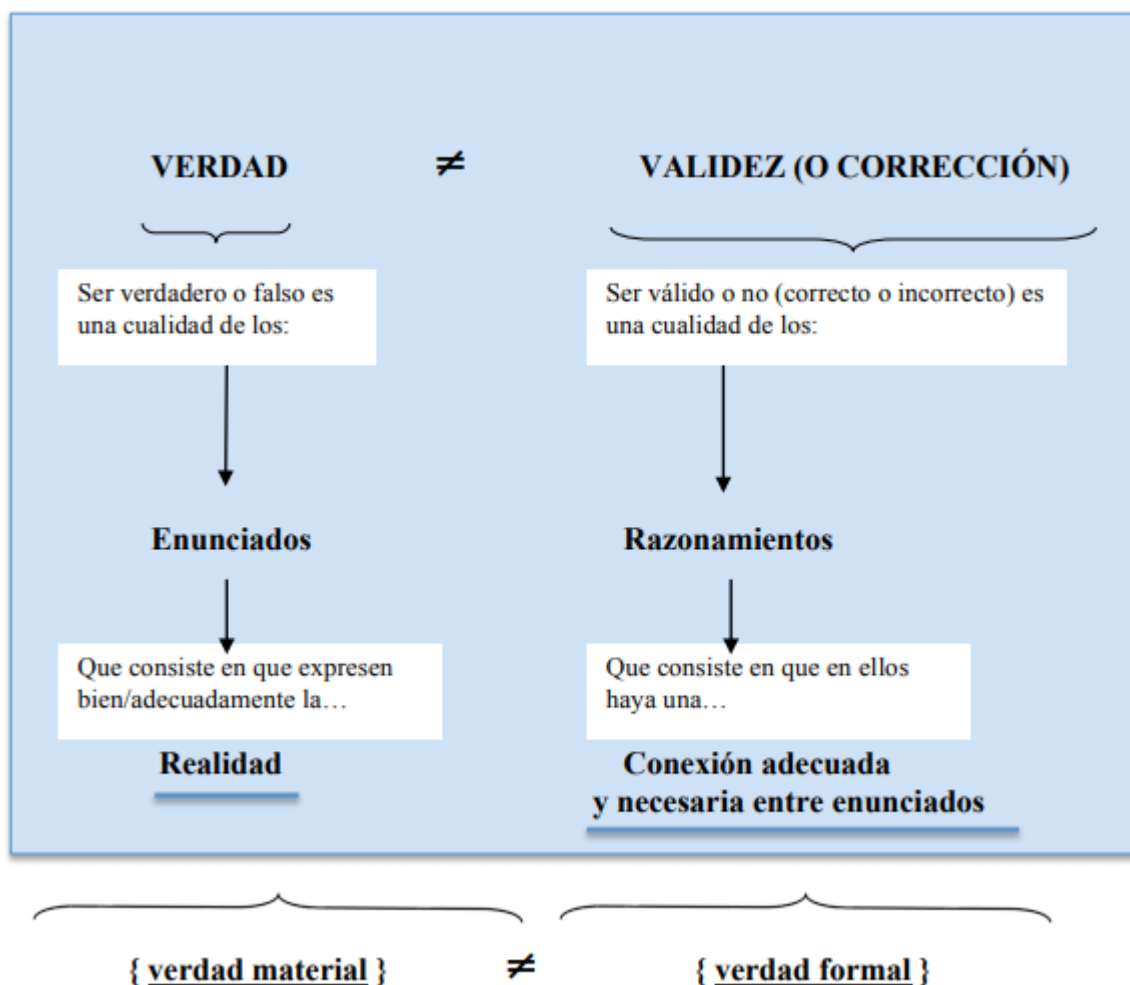 VERDAD ≠ VALIDEZ (O CORRECCIÓN)
Ser verdadero o falso es
una cualidad de los:
Ser válido o no (correcto o incorrecto) es
una cualidad de los:
Enunciados
Razonamientos
Que consiste en que expresen
bien/adecuadamente la…
Que consiste en que en ellos
haya una…
Realidad
Conexión adecuada
y necesaria entre enunciados
{ verdad material } ≠ { verdad formal }